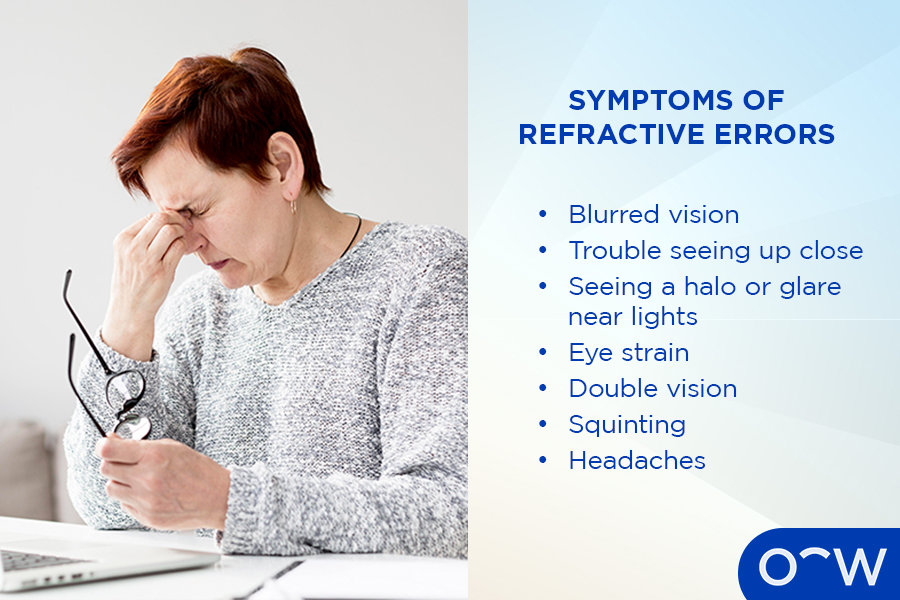 SYMPTOMS OF
REFRACTIVE ERRORS
• Blurred vision
• Trouble seeing up close
• Seeing a halo or glare
near lights
• Eye strain
• Double vision
• Squinting
• Headaches
OOW